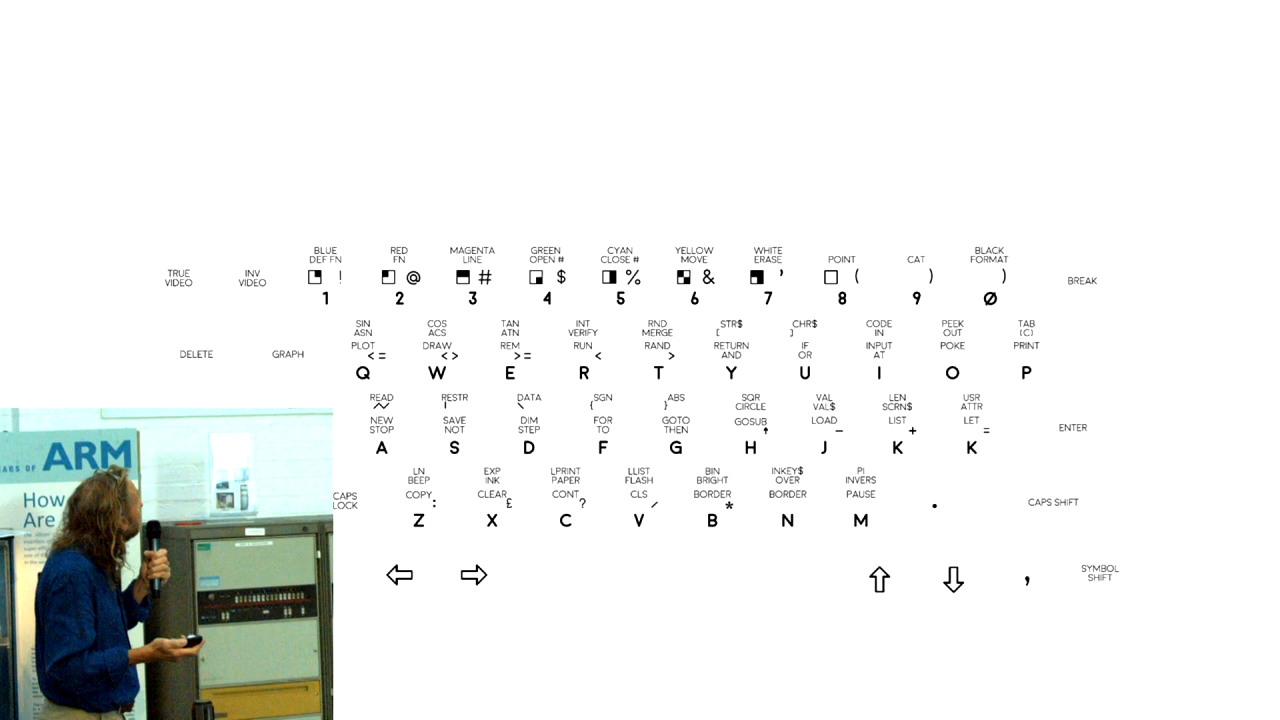 BLUE RED MAGENTA GREEN CYAN YELLOW WHITE BLACK
DEF FN FN LINE OPEN # CLOSE # MOVE ERASE POINT CAT FORMAT
TRUE VIDEO INV VIDEO ! @ # $ % & ' ( ) ) BREAK
1 2 3 4 5 6 7 8 9 Ø
SIN COS TAN INT RND STR$ CHR$ CODE PEEK TAB
ASN ACS ATN VERIFY MERGE [ ] IN OUT (C)
DELETE GRAPH PLOT DRAW REM RUN RAND RETURN IF INPUT POKE PRINT
<= <> >= < > AND OR AT
Q W E R T Y U I O P
READ RESTR DATA SGN ABS SQR VAL LEN USR
~ | \ { } CIRCLE VAL$ SCRN$ ATTR
NEW SAVE DIM FOR GOTO GOSUB LOAD LIST LET ENTER
STOP NOT STEP TO THEN ↑ − + =
A S D F G H J K K
LN EXP LPRINT LLIST BIN INKEY$ PI
BEEP INK PAPER FLASH BRIGHT OVER INVERS
CAPS LOCK COPY : CLEAR £ CONT ? CLS / BORDER * BORDER PAUSE . CAPS SHIFT
Z X C V B N M
⇦ ⇨ ⇧ ⇩ , SYMBOL SHIFT
OF ARM
How
Are